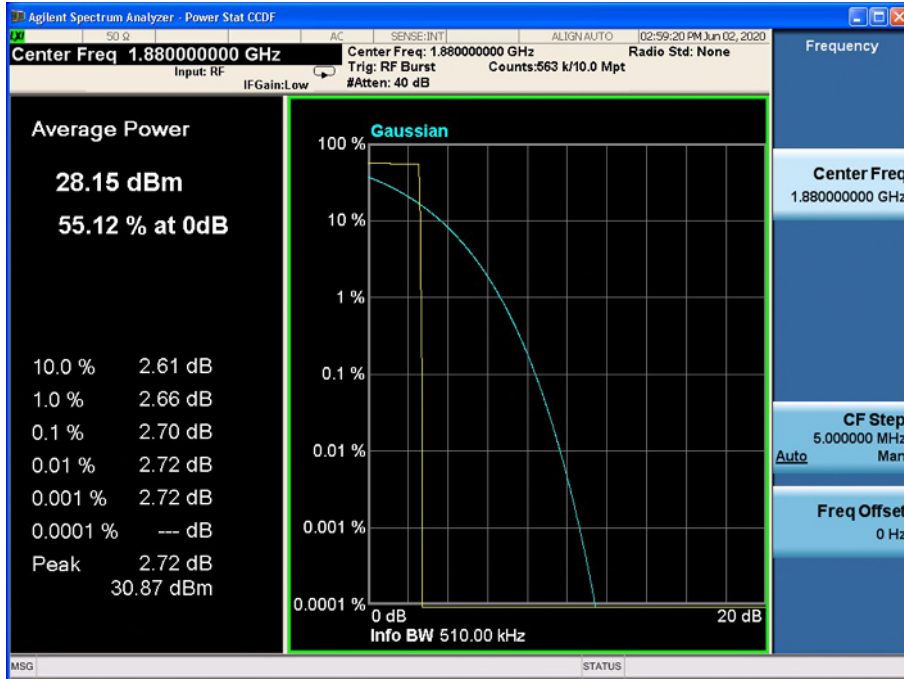 Agilent Spectrum Analyzer - Power Stat CCDF
LXI 50 Ω AC SENSE:INT ALIGN AUTO 02:59:20 PM Jun 02, 2020
Center Freq 1.880000000 GHz
Input: RF
IFGain:Low
Center Freq: 1.880000000 GHz Radio Std: None
Trig: RF Burst Counts:563 k/10.0 Mpt
#Atten: 40 dB
Average Power
28.15 dBm
55.12 % at 0dB
10.0 % 2.61 dB
1.0 % 2.66 dB
0.1 % 2.70 dB
0.01 % 2.72 dB
0.001 % 2.72 dB
0.0001 % --- dB
Peak 2.72 dB
30.87 dBm
Gaussian
100 %
10 %
1 %
0.1 %
0.01 %
0.001 %
0.0001 %
0 dB 20 dB
Info BW 510.00 kHz
Frequency
Center Freq
1.880000000 GHz
CF Step
5.000000 MHz
Auto Man
Freq Offset
0 Hz
MSG STATUS